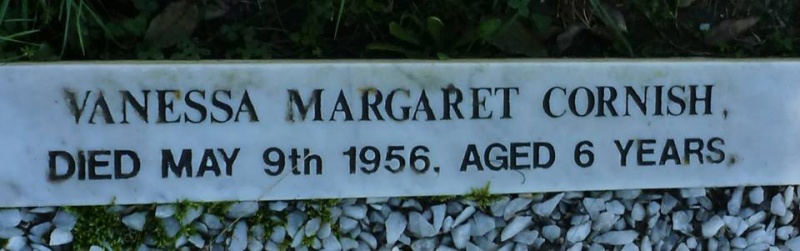 VANESSA MARGARET CORNISH,
DIED MAY 9th 1956. AGED 6 YEARS.